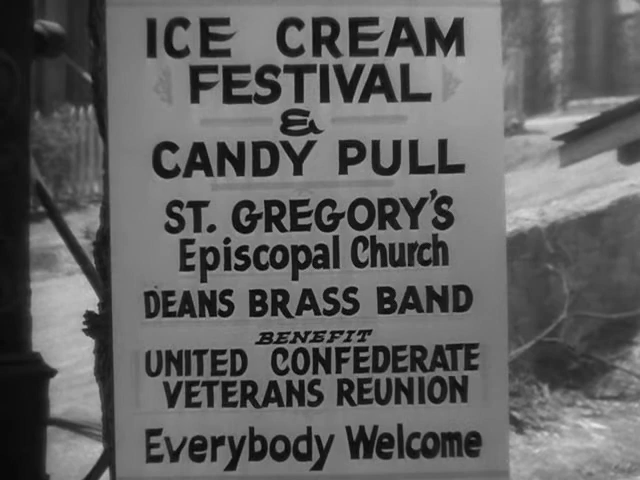 ICE CREAM
FESTIVAL
&
CANDY PULL
ST. GREGORY'S
Episcopal Church
DEANS BRASS BAND
BENEFIT
UNITED CONFEDERATE
VETERANS REUNION
Everybody Welcome